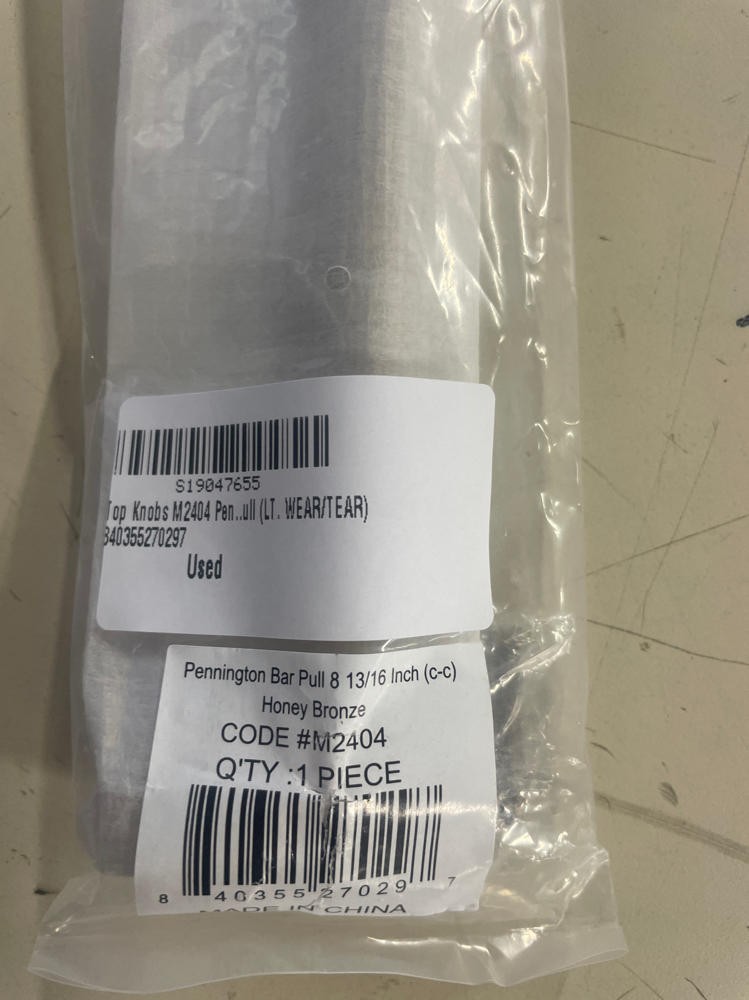 S19047655
Top Knobs M2404 Pen..ull (LT. WEAR/TEAR)
840355270297
Used
Pennington Bar Pull 8 13/16 Inch (c-c)
Honey Bronze
CODE #M2404
Q'TY :1 PIECE
8 40355 27029 7
MADE IN CHINA